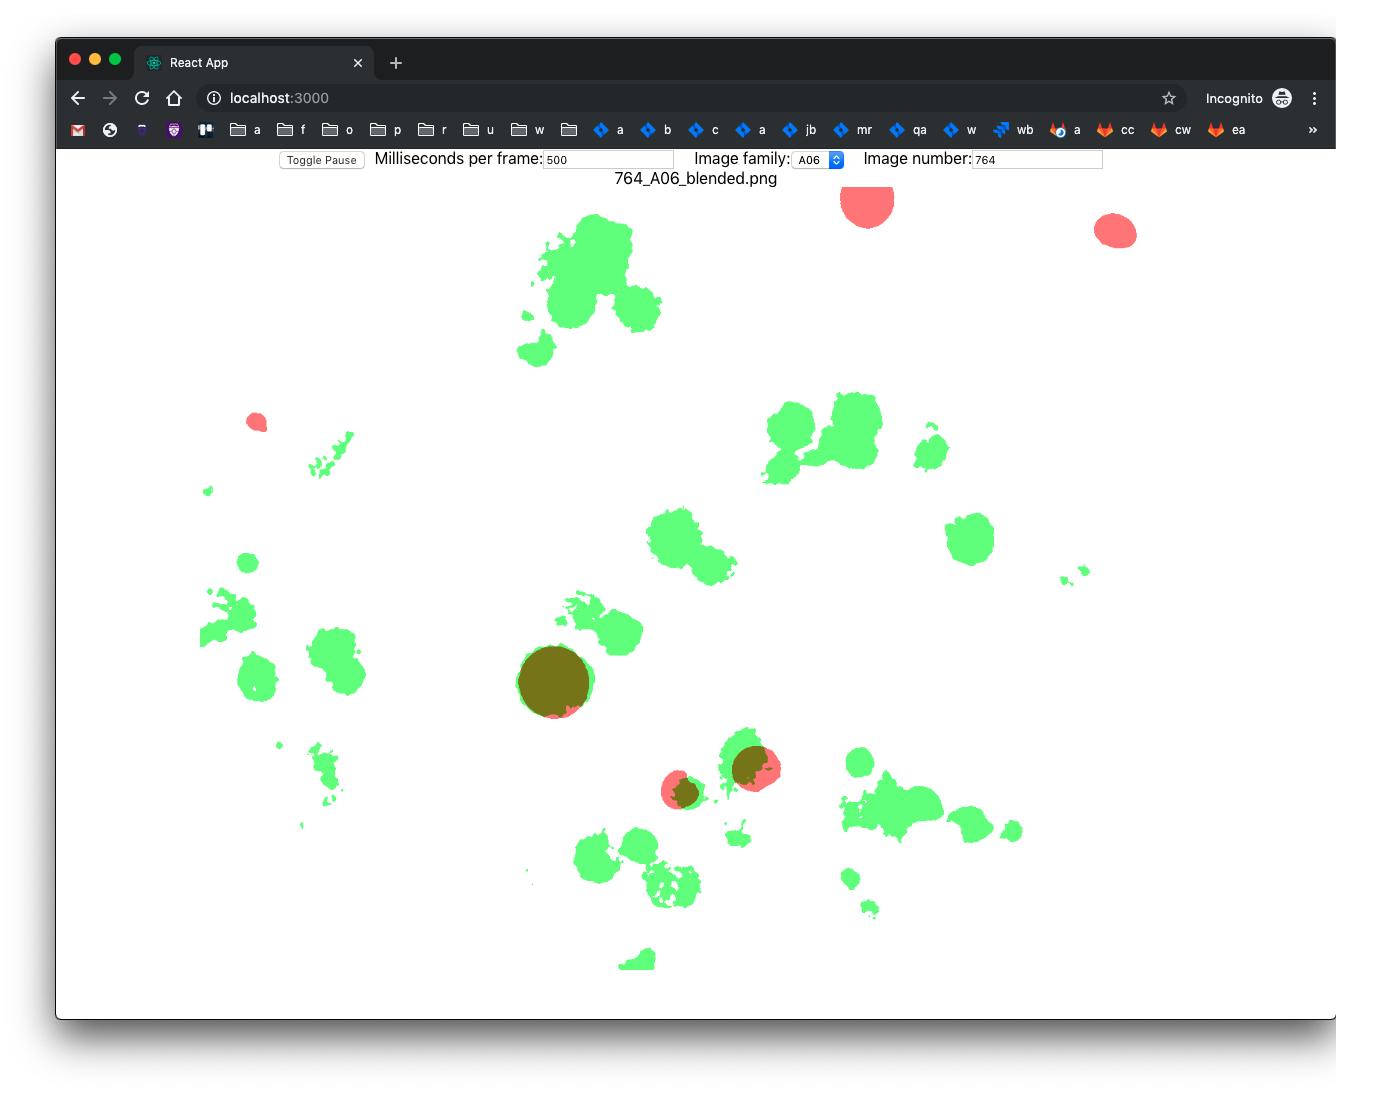 React App
localhost:3000
Incognito
a f o p r u w a b c a jb mr qa w wb a cc cw ea »
Toggle Pause Milliseconds per frame: 500 Image family: A06 Image number: 764
764_A06_blended.png